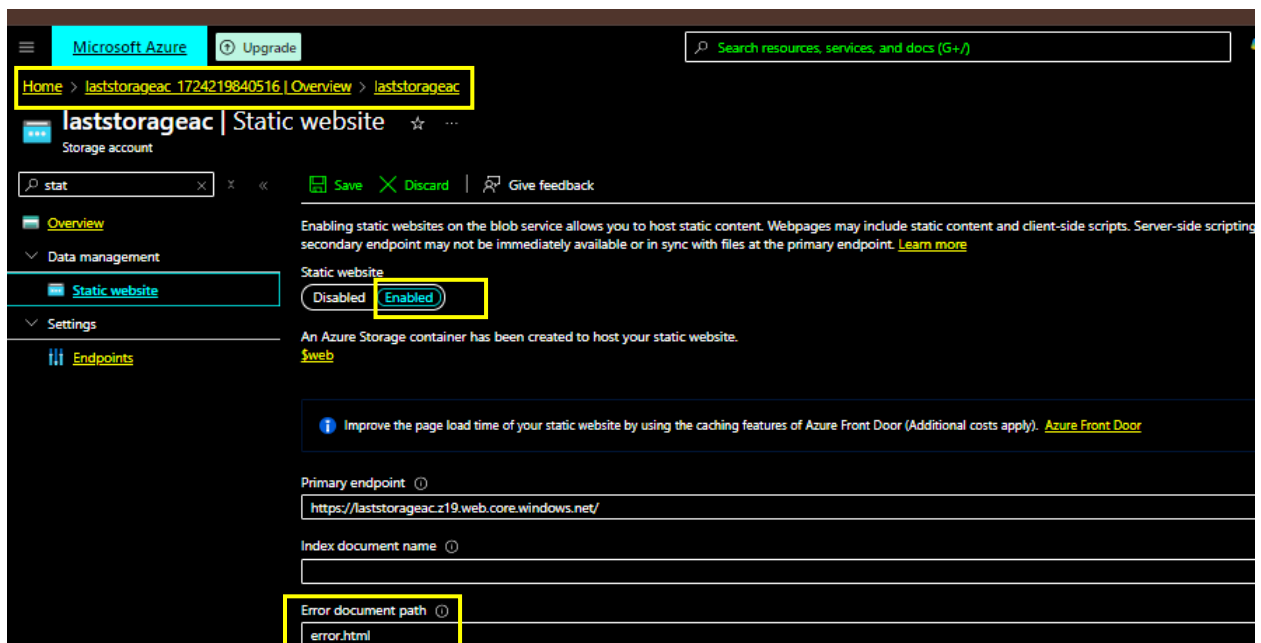 Microsoft Azure
Upgrade
Search resources, services, and docs (G+/)
Home > laststorageac_1724219840516 | Overview > laststorageac
laststorageac | Static website
Storage account
stat
Save Discard Give feedback
Overview
Data management
Static website
Settings
Endpoints
Enabling static websites on the blob service allows you to host static content. Webpages may include static content and client-side scripts. Server-side scripting
secondary endpoint may not be immediately available or in sync with files at the primary endpoint. Learn more
Static website
Disabled Enabled
An Azure Storage container has been created to host your static website.
$web
Improve the page load time of your static website by using the caching features of Azure Front Door (Additional costs apply). Azure Front Door
Primary endpoint
https://laststorageac.z19.web.core.windows.net/
Index document name
Error document path
error.html